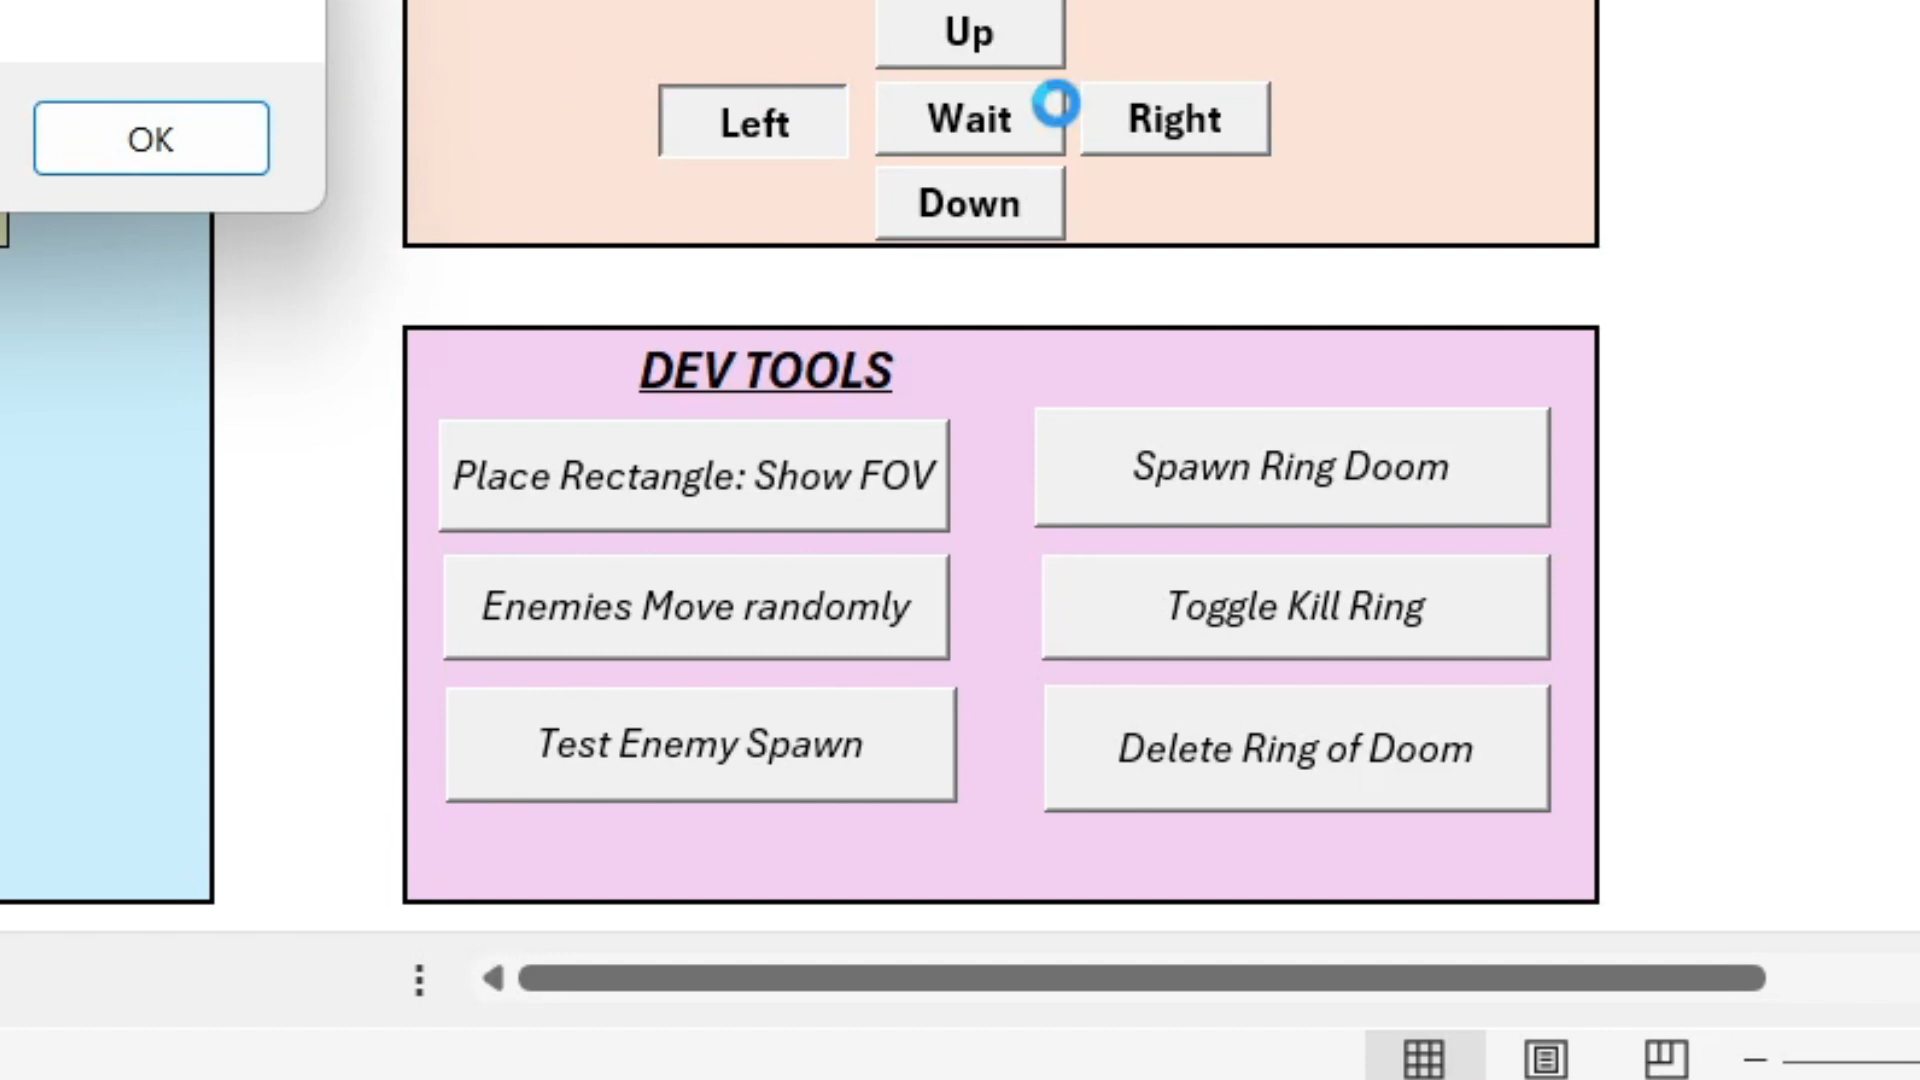 Up
OK
Left
Wait
Right
Down
DEV TOOLS
Place Rectangle: Show FOV
Spawn Ring Doom
Enemies Move randomly
Toggle Kill Ring
Test Enemy Spawn
Delete Ring of Doom